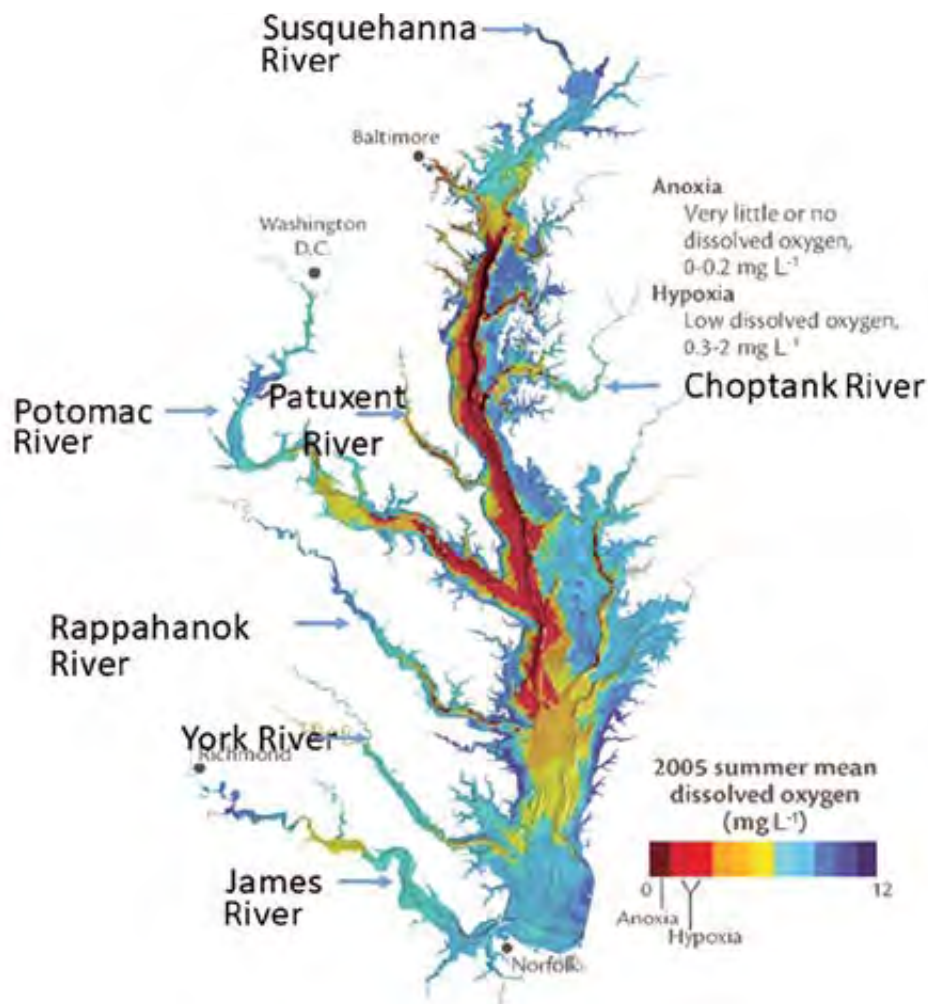 Susquehanna
River
Baltimore
Anoxia
Very little or no
dissolved oxygen,
0-0.2 mg L⁻¹
Washington
D.C.
Hypoxia
Low dissolved oxygen,
0.3-2 mg L⁻¹
Choptank River
Potomac
River
Patuxent
River
Rappahanok
River
York River
Richmond
2005 summer mean
dissolved oxygen
(mg L⁻¹)
0
12
Anoxia
Hypoxia
James
River
Norfolk